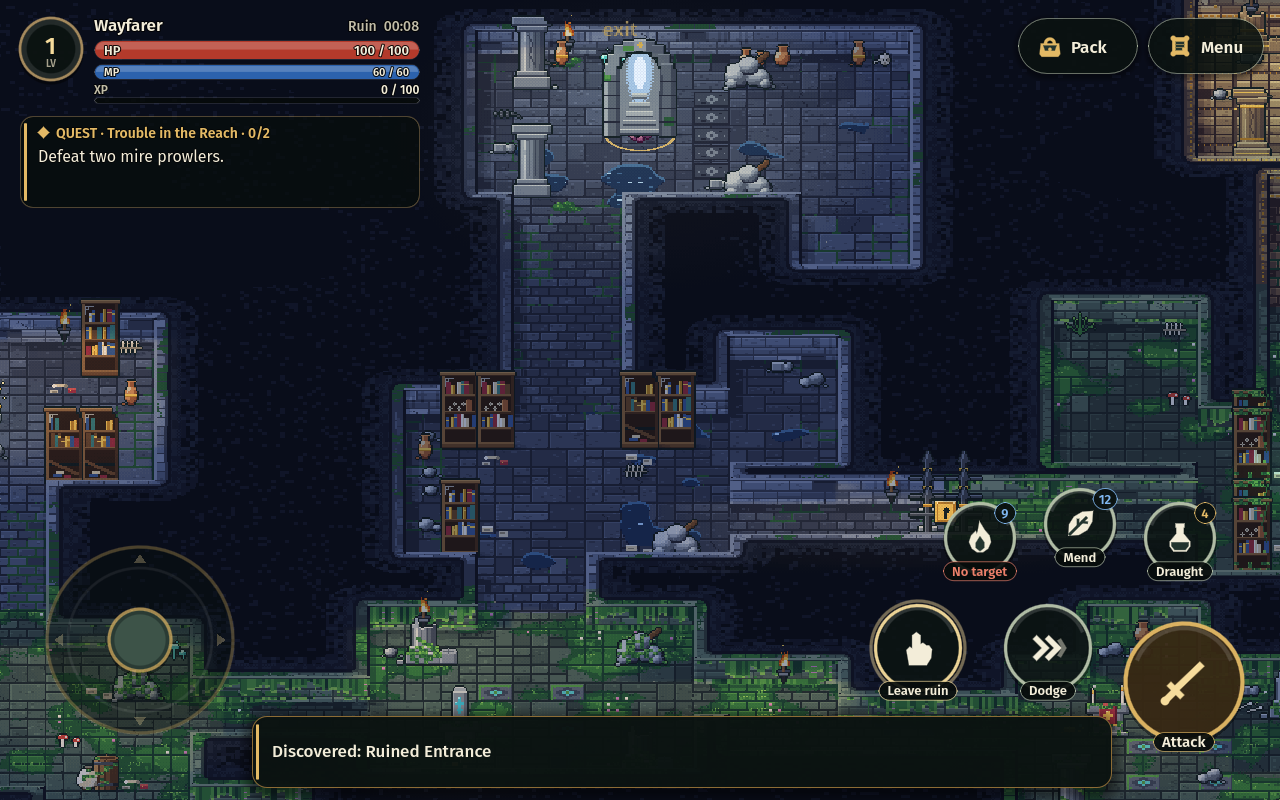 exit
1
LV
Wayfarer
Ruin 00:08
HP 100 / 100
MP 60 / 60
XP 0 / 100
Pack
Menu
QUEST · Trouble in the Reach · 0/2
Defeat two mire prowlers.
9
No target
12
Mend
4
Draught
Leave ruin
Dodge
Attack
Discovered: Ruined Entrance